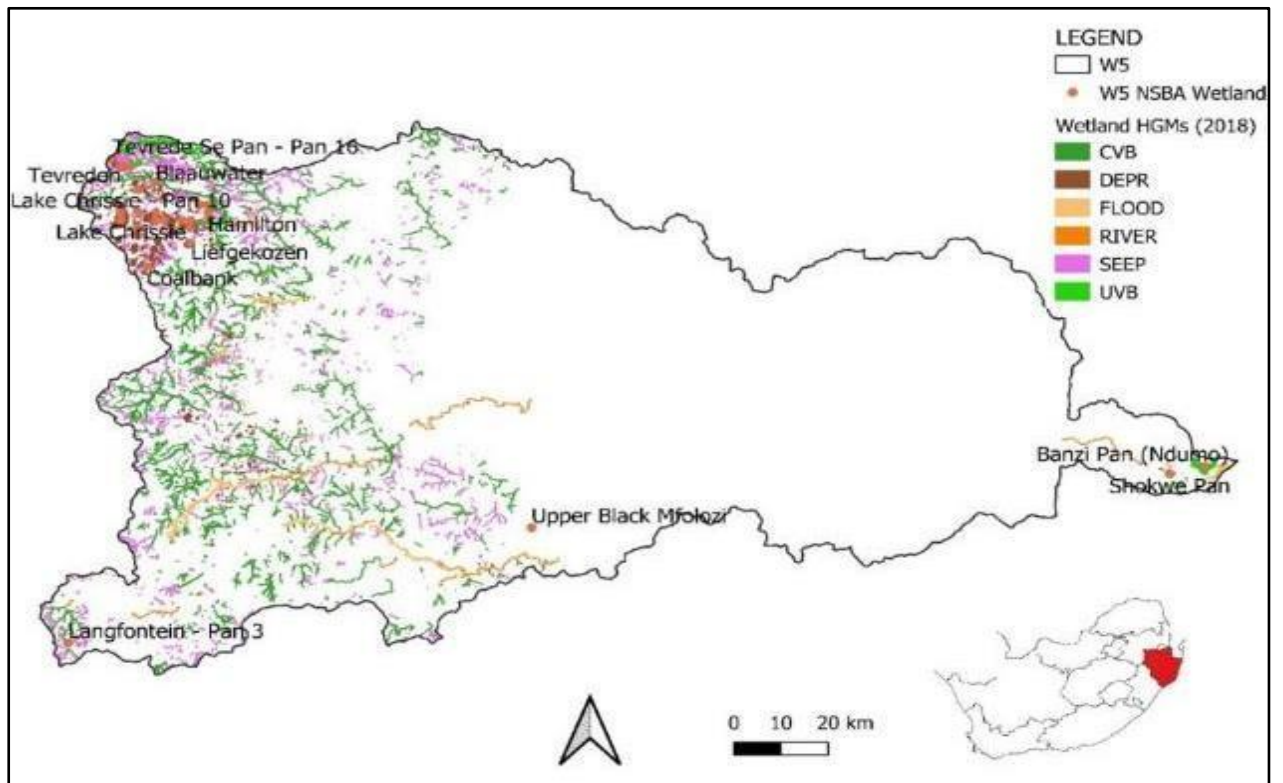 LEGEND
W5
W5 NSBA Wetland
Wetland HGMs (2018)
CVB
DEPR
FLOOD
RIVER
SEEP
UVB
Tevrede Se Pan - Pan 16
Tevreden
Blaauwater
Lake Chrissie - Pan 10
Hamilton
Lake Chrissie
Liefgekozen
Coalbank
Banzi Pan (Ndumo)
Shokwe Pan
Upper Black Mfolozi
Langfontein - Pan 3
0 10 20 km